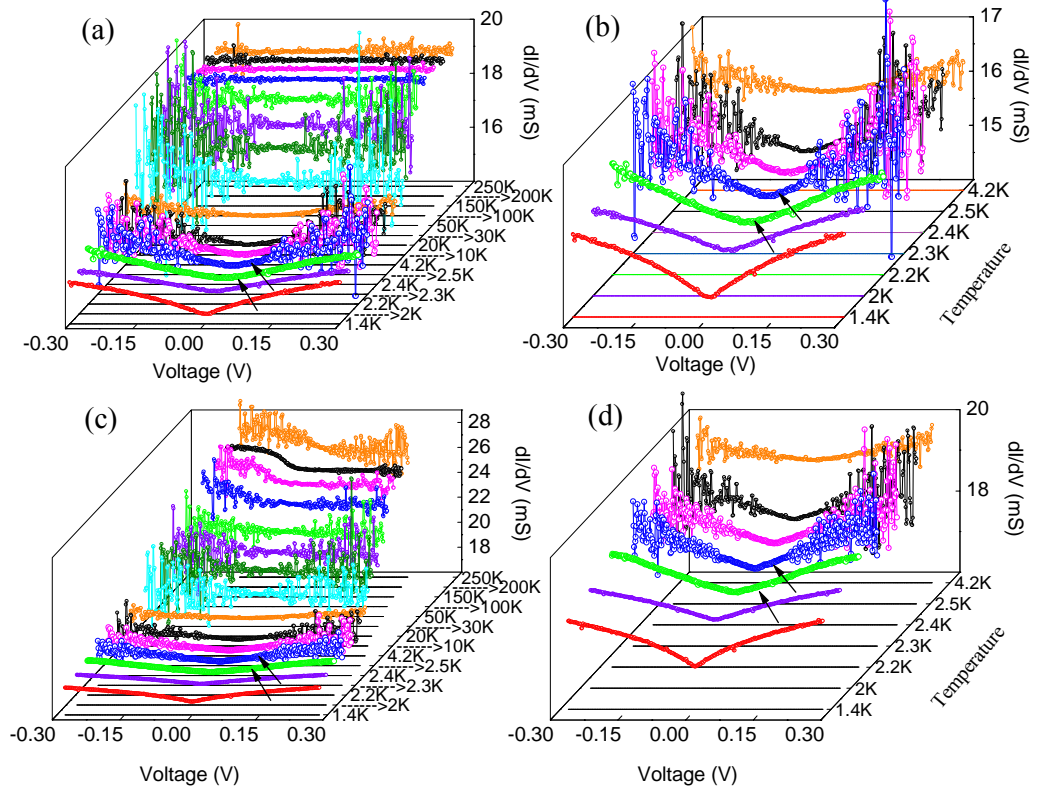 (a)
20
18
16
dI/dV (mS)
250K
----->200K
150K
----->100K
50K
----->30K
20K
----->10K
4.2K
----->2.5K
2.4K
----->2.3K
2.2K
----->2K
1.4K
-0.30
-0.15
0.00
0.15
0.30
Voltage (V)
(b)
17
16
15
dI/dV (mS)
4.2K
2.5K
2.4K
2.3K
2.2K
2K
1.4K
Temperature
-0.30
-0.15
0.00
0.15
0.30
Voltage (V)
(c)
28
26
24
22
20
18
dI/dV (mS)
250K
----->200K
150K
----->100K
50K
----->30K
20K
----->10K
4.2K
----->2.5K
2.4K
----->2.3K
2.2K
----->2K
1.4K
-0.30
-0.15
0.00
0.15
0.30
Voltage (V)
(d)
20
18
dI/dV (mS)
4.2K
2.5K
2.4K
2.3K
2.2K
2K
1.4K
Temperature
-0.30
-0.15
0.00
0.15
0.30
Voltage (V)